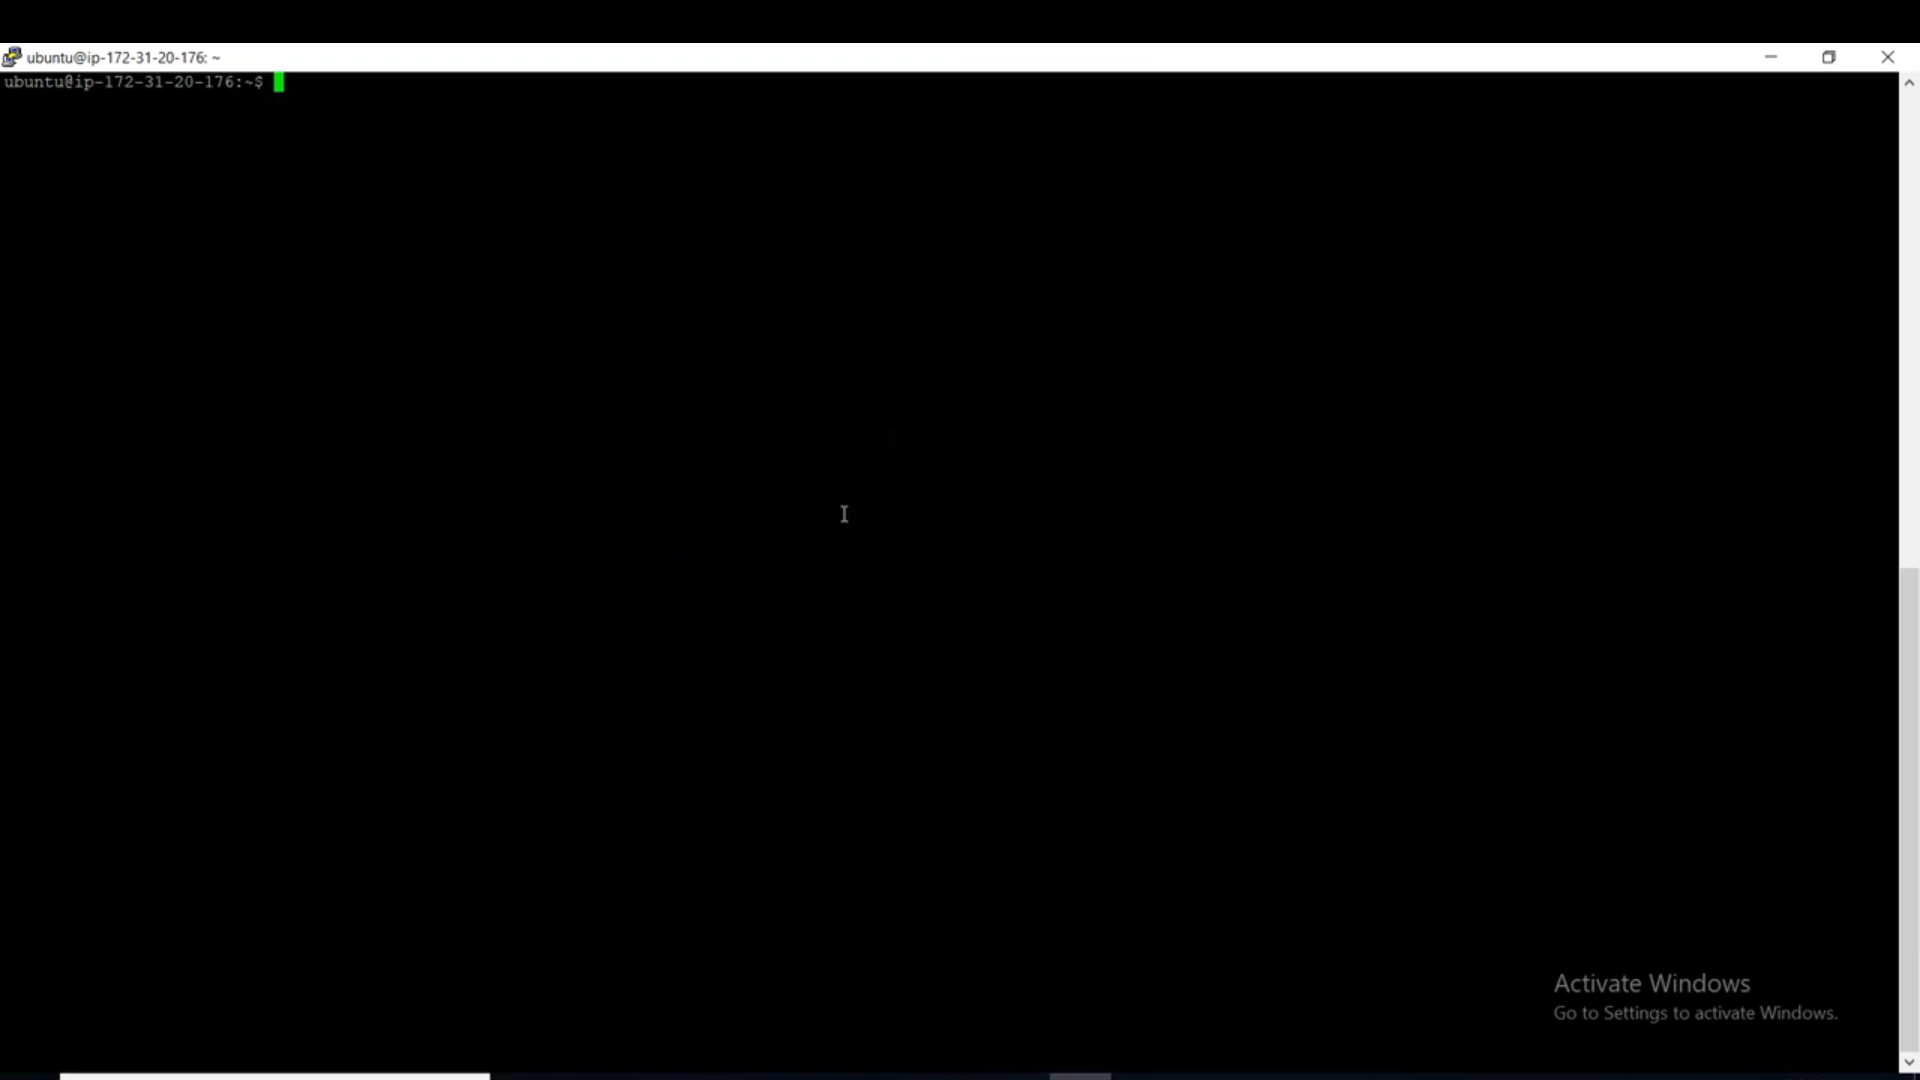 ubuntu@ip-172-31-20-176: ~
ubuntu@ip-172-31-20-176:~$
Activate Windows
Go to Settings to activate Windows.